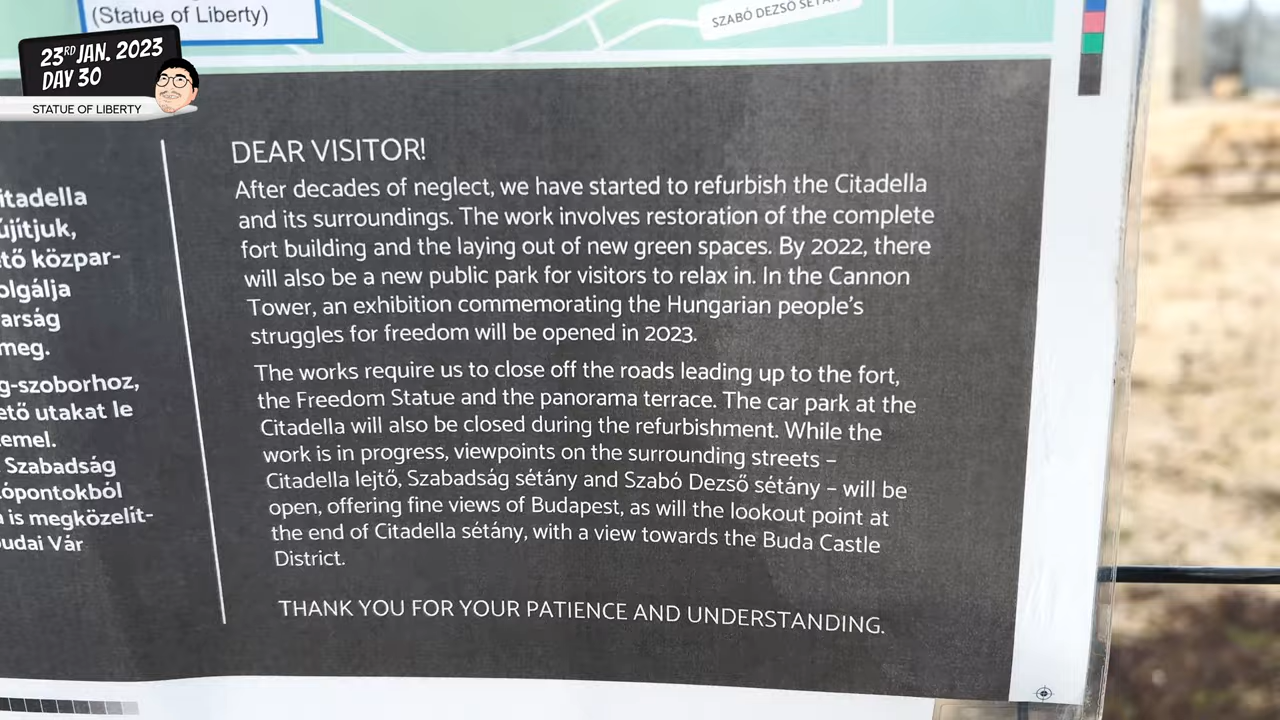 (Statue of Liberty)
SZABÓ DEZSŐ SÉTÁNY
23RD JAN. 2023
DAY 30
STATUE OF LIBERTY
itadella
újítjuk,
tő közpar-
olgálja
arság
meg.
g-szoborhoz,
ető utakat le
emel.
Szabadság
ópontokból
is megközelít-
udai Vár
DEAR VISITOR!
After decades of neglect, we have started to refurbish the Citadella
and its surroundings. The work involves restoration of the complete
fort building and the laying out of new green spaces. By 2022, there
will also be a new public park for visitors to relax in. In the Cannon
Tower, an exhibition commemorating the Hungarian people's
struggles for freedom will be opened in 2023.
The works require us to close off the roads leading up to the fort,
the Freedom Statue and the panorama terrace. The car park at the
Citadella will also be closed during the refurbishment. While the
work is in progress, viewpoints on the surrounding streets –
Citadella lejtő, Szabadság sétány and Szabó Dezső sétány – will be
open, offering fine views of Budapest, as will the lookout point at
the end of Citadella sétány, with a view towards the Buda Castle
District.
THANK YOU FOR YOUR PATIENCE AND UNDERSTANDING.